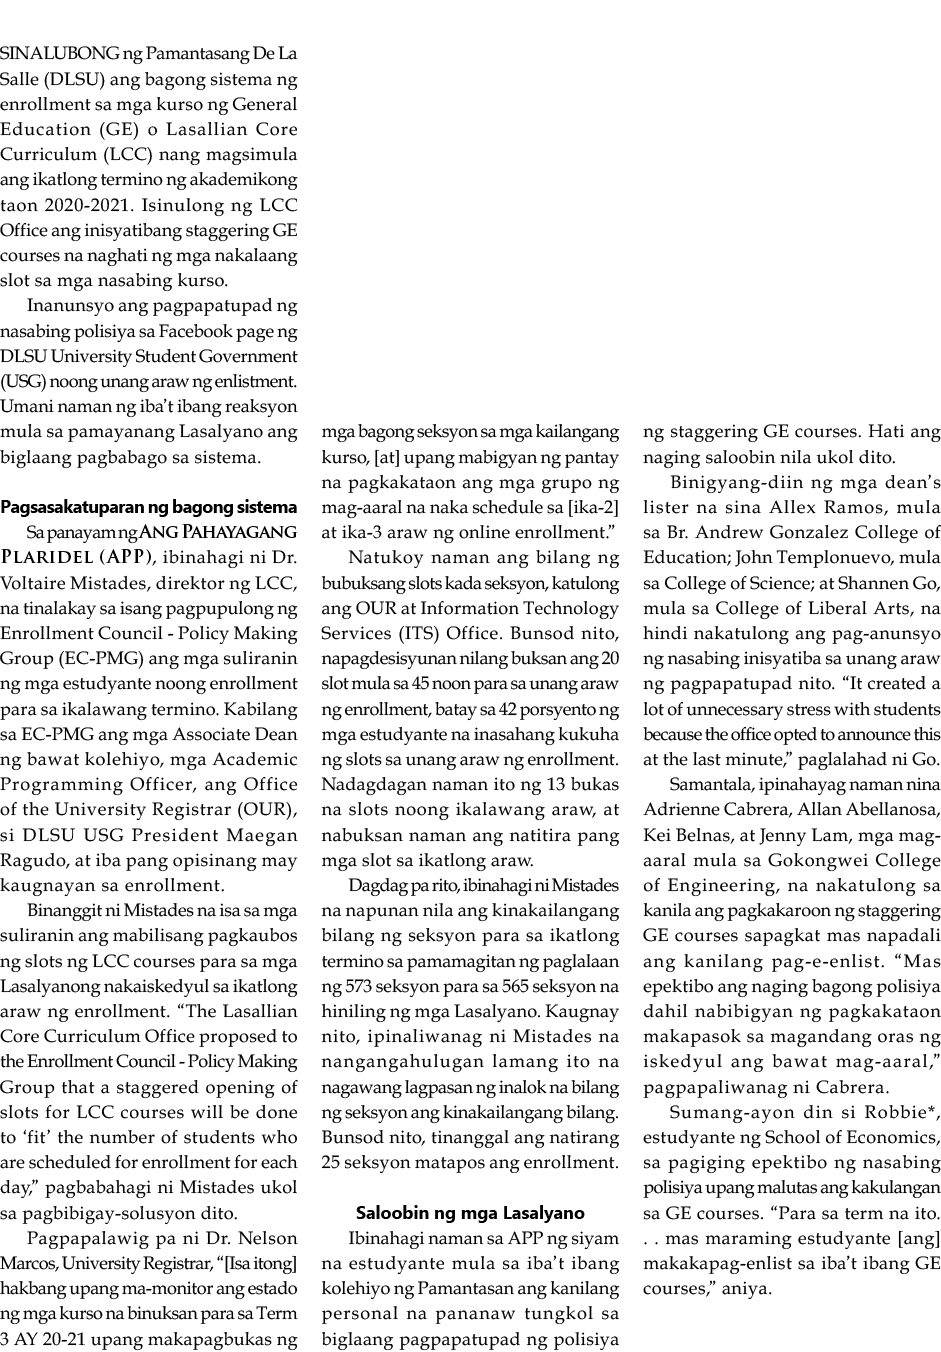 SINALUBONG ng Pamantasang De La
Salle (DLSU) ang bagong sistema ng
enrollment sa mga kurso ng General
Education (GE) o Lasallian Core
Curriculum (LCC) nang magsimula
ang ikatlong termino ng akademikong
taon 2020-2021. Isinulong ng LCC
Office ang inisyatibang staggering GE
courses na naghati ng mga nakalaang
slot sa mga nasabing kurso.
Inanunsyo ang pagpapatupad ng
nasabing polisiya sa Facebook page ng
DLSU University Student Government
(USG) noong unang araw ng enlistment.
Umani naman ng iba’t ibang reaksyon
mula sa pamayanang Lasalyano ang
biglaang pagbabago sa sistema.
Pagsasakatuparan ng bagong sistema
Sa panayam ng ANG PAHAYAGANG
PLARIDEL (APP), ibinahagi ni Dr.
Voltaire Mistades, direktor ng LCC,
na tinalakay sa isang pagpupulong ng
Enrollment Council - Policy Making
Group (EC-PMG) ang mga suliranin
ng mga estudyante noong enrollment
para sa ikalawang termino. Kabilang
sa EC-PMG ang mga Associate Dean
ng bawat kolehiyo, mga Academic
Programming Officer, ang Office
of the University Registrar (OUR),
si DLSU USG President Maegan
Ragudo, at iba pang opisinang may
kaugnayan sa enrollment.
Binanggit ni Mistades na isa sa mga
suliranin ang mabilisang pagkaubos
ng slots ng LCC courses para sa mga
Lasalyanong nakaiskedyul sa ikatlong
araw ng enrollment. “The Lasallian
Core Curriculum Office proposed to
the Enrollment Council - Policy Making
Group that a staggered opening of
slots for LCC courses will be done
to ‘fit’ the number of students who
are scheduled for enrollment for each
day,” pagbabahagi ni Mistades ukol
sa pagbibigay-solusyon dito.
Pagpapalawig pa ni Dr. Nelson
Marcos, University Registrar, “[Isa itong]
hakbang upang ma-monitor ang estado
ng mga kurso na binuksan para sa Term
3 AY 20-21 upang makapagbukas ng
mga bagong seksyon sa mga kailangang
kurso, [at] upang mabigyan ng pantay
na pagkakataon ang mga grupo ng
mag-aaral na naka schedule sa [ika-2]
at ika-3 araw ng online enrollment.”
Natukoy naman ang bilang ng
bubuksang slots kada seksyon, katulong
ang OUR at Information Technology
Services (ITS) Office. Bunsod nito,
napagdesisyunan nilang buksan ang 20
slot mula sa 45 noon para sa unang araw
ng enrollment, batay sa 42 porsyento ng
mga estudyante na inasahang kukuha
ng slots sa unang araw ng enrollment.
Nadagdagan naman ito ng 13 bukas
na slots noong ikalawang araw, at
nabuksan naman ang natitira pang
mga slot sa ikatlong araw.
Dagdag pa rito, ibinahagi ni Mistades
na napunan nila ang kinakailangang
bilang ng seksyon para sa ikatlong
termino sa pamamagitan ng paglalaan
ng 573 seksyon para sa 565 seksyon na
hiniling ng mga Lasalyano. Kaugnay
nito, ipinaliwanag ni Mistades na
nangangahulugan lamang ito na
nagawang lagpasan ng inalok na bilang
ng seksyon ang kinakailangang bilang.
Bunsod nito, tinanggal ang natirang
25 seksyon matapos ang enrollment.
Saloobin ng mga Lasalyano
Ibinahagi naman sa APP ng siyam
na estudyante mula sa iba’t ibang
kolehiyo ng Pamantasan ang kanilang
personal na pananaw tungkol sa
biglaang pagpapatupad ng polisiya
ng staggering GE courses. Hati ang
naging saloobin nila ukol dito.
Binigyang-diin ng mga dean’s
lister na sina Allex Ramos, mula
sa Br. Andrew Gonzalez College of
Education; John Templonuevo, mula
sa College of Science; at Shannen Go,
mula sa College of Liberal Arts, na
hindi nakatulong ang pag-anunsyo
ng nasabing inisyatiba sa unang araw
ng pagpapatupad nito. “It created a
lot of unnecessary stress with students
because the office opted to announce this
at the last minute,” paglalahad ni Go.
Samantala, ipinahayag naman nina
Adrienne Cabrera, Allan Abellanosa,
Kei Belnas, at Jenny Lam, mga mag-
aaral mula sa Gokongwei College
of Engineering, na nakatulong sa
kanila ang pagkakaroon ng staggering
GE courses sapagkat mas napadali
ang kanilang pag-e-enlist. “Mas
epektibo ang naging bagong polisiya
dahil nabibigyan ng pagkakataon
makapasok sa magandang oras ng
iskedyul ang bawat mag-aaral,”
pagpapaliwanag ni Cabrera.
Sumang-ayon din si Robbie*,
estudyante ng School of Economics,
sa pagiging epektibo ng nasabing
polisiya upang malutas ang kakulangan
sa GE courses. “Para sa term na ito.
. . mas maraming estudyante [ang]
makakapag-enlist sa iba’t ibang GE
courses,” aniya.